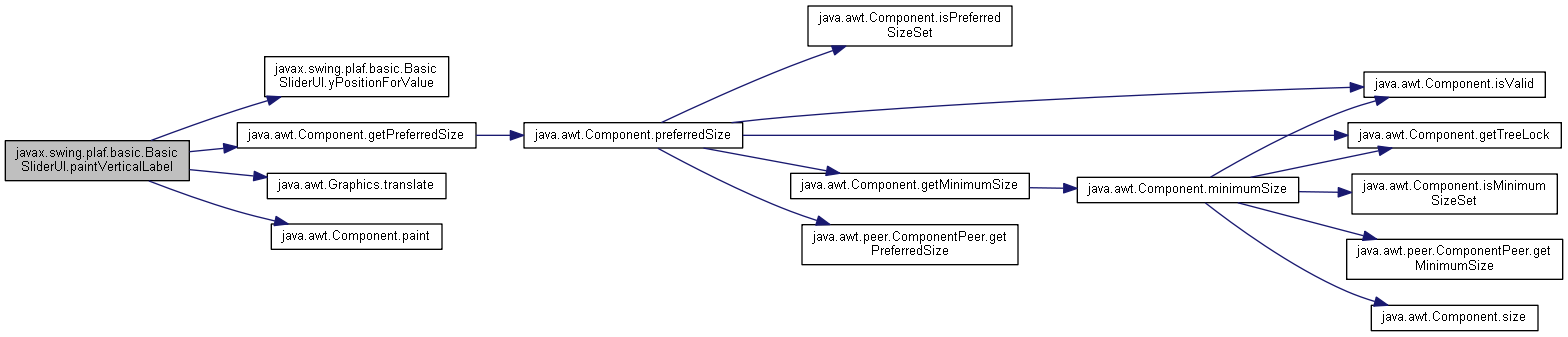 javax.swing.plaf.basic.Basic
SliderUI.paintVerticalLabel
javax.swing.plaf.basic.Basic
SliderUI.yPositionForValue
java.awt.Component.getPreferredSize
java.awt.Graphics.translate
java.awt.Component.paint
java.awt.Component.preferredSize
java.awt.Component.isPreferred
SizeSet
java.awt.Component.getMinimumSize
java.awt.peer.ComponentPeer.get
PreferredSize
java.awt.Component.minimumSize
java.awt.Component.isValid
java.awt.Component.getTreeLock
java.awt.Component.isMinimum
SizeSet
java.awt.peer.ComponentPeer.get
MinimumSize
java.awt.Component.size